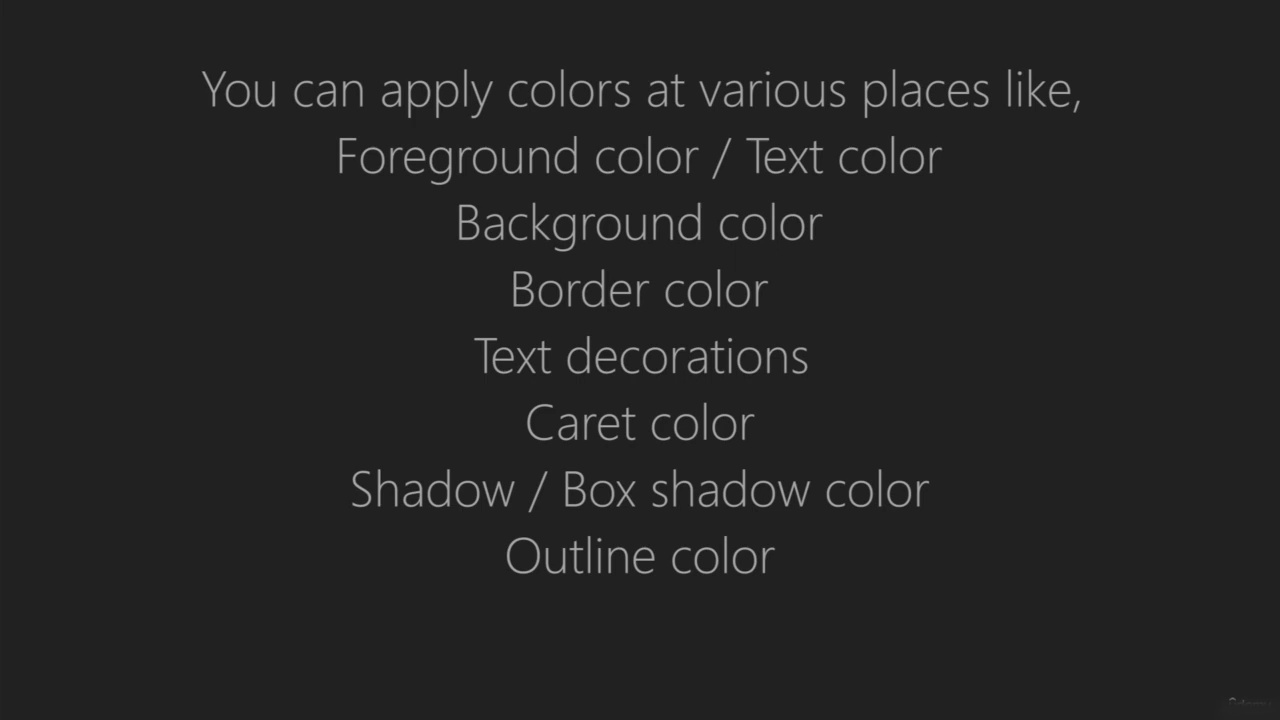 You can apply colors at various places like,
Foreground color / Text color
Background color
Border color
Text decorations
Caret color
Shadow / Box shadow color
Outline color